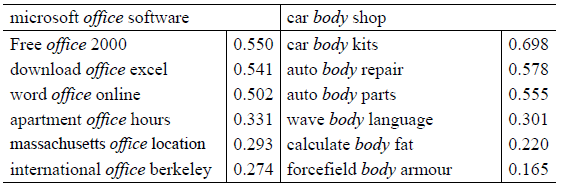 microsoft office software car body shop
Free office 2000 0.550 car body kits 0.698
download office excel 0.541 auto body repair 0.578
word office online 0.502 auto body parts 0.555
apartment office hours 0.331 wave body language 0.301
massachusetts office location 0.293 calculate body fat 0.220
international office berkeley 0.274 forcefield body armour 0.165